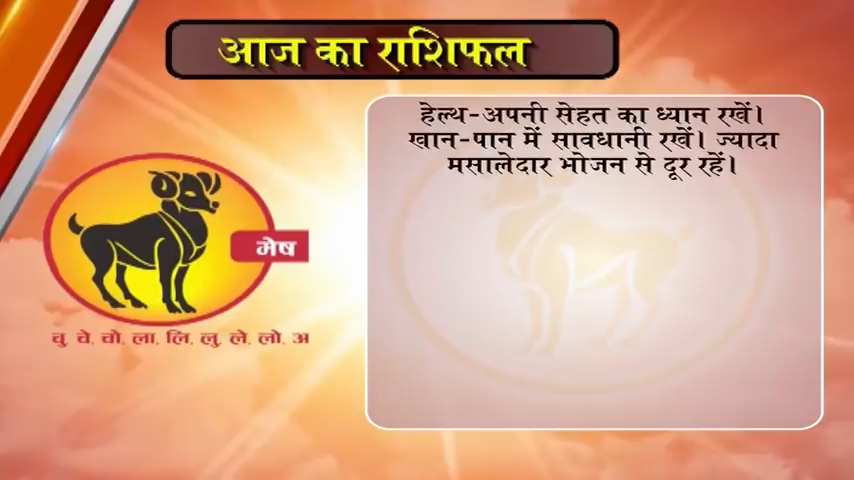 आज का राशिफल
हेल्थ-अपनी सेहत का ध्यान रखें।
खान-पान में सावधानी रखें। ज्यादा
मसालेदार भोजन से दूर रहें।
मेष
चु, चे, चो, ला, लि, लु, ले, लो, अ